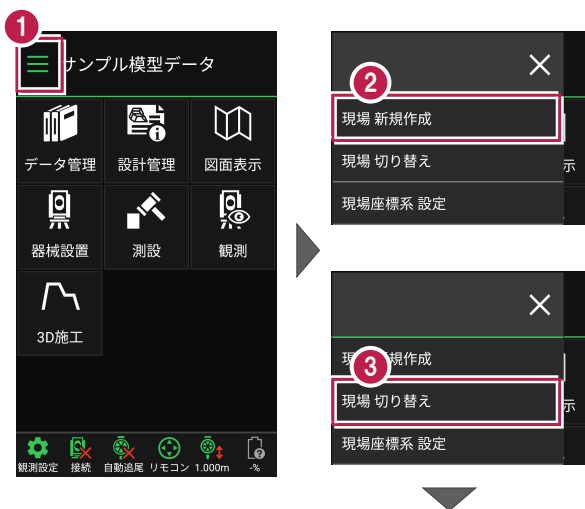 1
サンプル模型データ
データ管理
設計管理
図面表示
器械設置
測設
観測
3D施工
観測設定
接続
自動追尾
リモコン
1.000m
-%
2
現場 新規作成
現場 切り替え
示
現場座標系 設定
3
現 規作成
現場 切り替え
示
現場座標系 設定